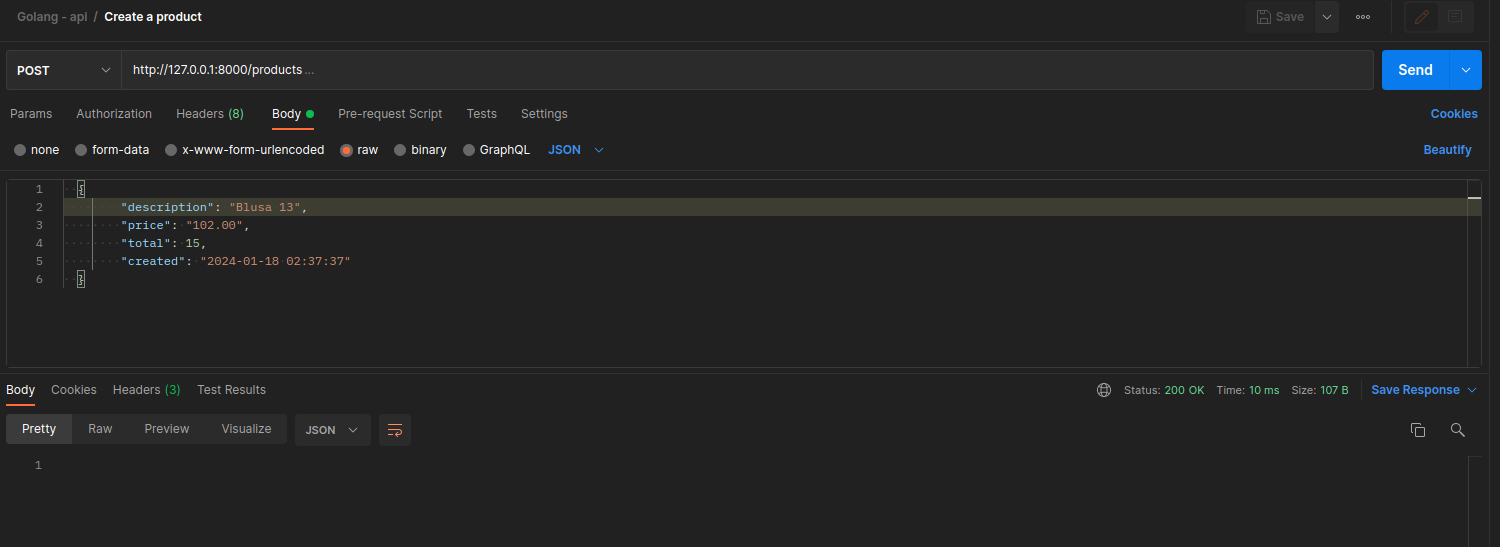 Golang - api / Create a product
Save
POST
http://127.0.0.1:8000/products ...
Send
Params Authorization Headers (8) Body Pre-request Script Tests Settings Cookies
none form-data x-www-form-urlencoded raw binary GraphQL JSON Beautify
1 {
2 "description": "Blusa 13",
3 "price": "102.00",
4 "total": 15,
5 "created": "2024-01-18 02:37:37"
6 }
Body Cookies Headers (3) Test Results Status: 200 OK Time: 10 ms Size: 107 B Save Response
Pretty Raw Preview Visualize JSON
1